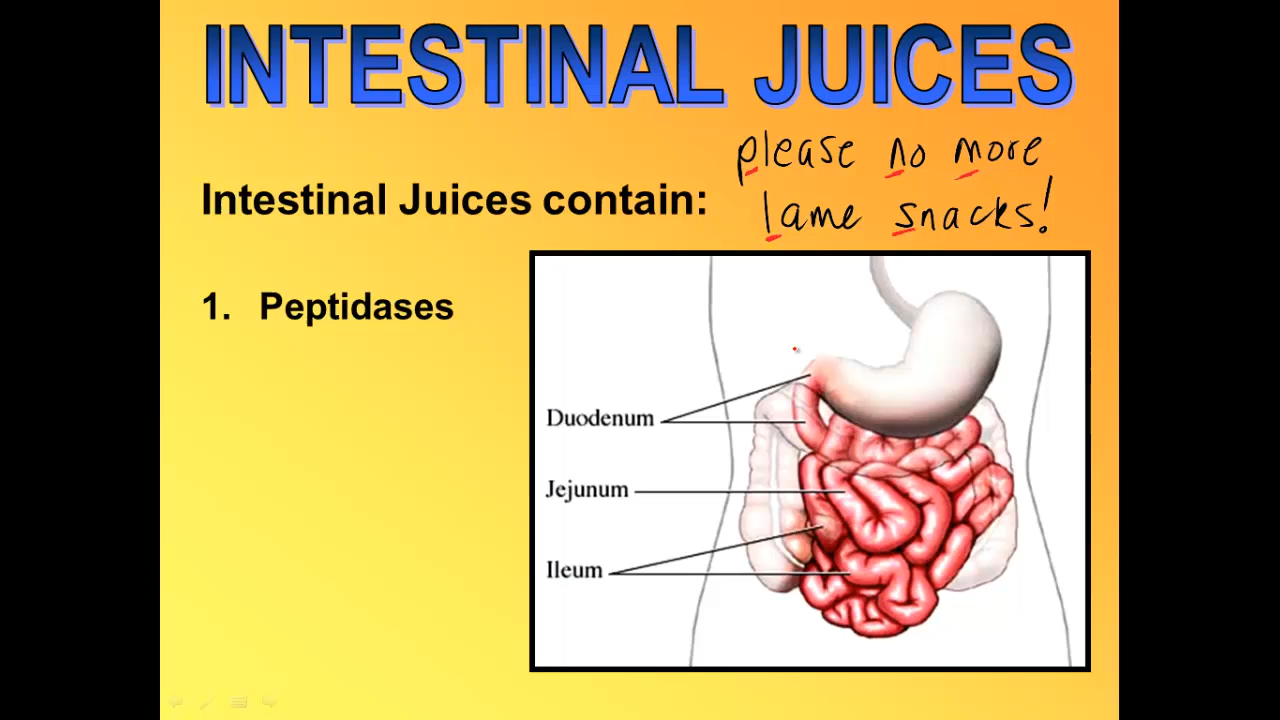 INTESTINAL JUICES
please no more
lame snacks!
Intestinal Juices contain:
1. Peptidases
Duodenum
Jejunum
Ileum